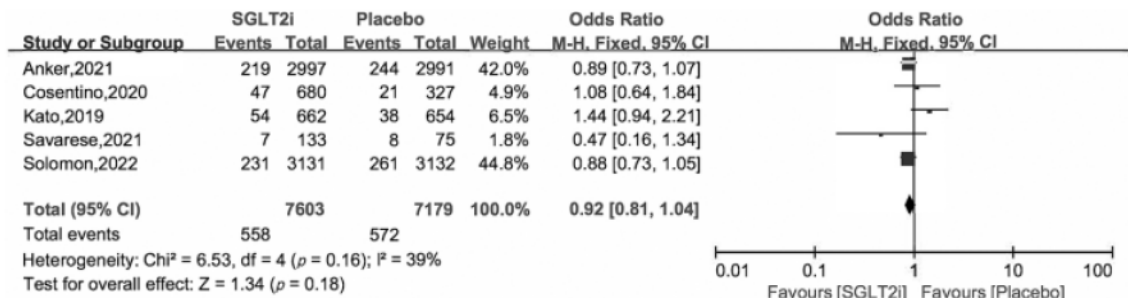 SGLT2i Placebo Odds Ratio Odds Ratio
Study or Subgroup Events Total Events Total Weight M-H, Fixed, 95% CI M-H, Fixed, 95% CI
Anker,2021 219 2997 244 2991 42.0% 0.89 [0.73, 1.07]
Cosentino,2020 47 680 21 327 4.9% 1.08 [0.64, 1.84]
Kato,2019 54 662 38 654 6.5% 1.44 [0.94, 2.21]
Savarese,2021 7 133 8 75 1.8% 0.47 [0.16, 1.34]
Solomon,2022 231 3131 261 3132 44.8% 0.88 [0.73, 1.05]
Total (95% CI) 7603 7179 100.0% 0.92 [0.81, 1.04]
Total events 558 572
Heterogeneity: Chi² = 6.53, df = 4 (p = 0.16); I² = 39%
Test for overall effect: Z = 1.34 (p = 0.18)
0.01 0.1 1 10 100
Favours [SGLT2i] Favours [Placebo]